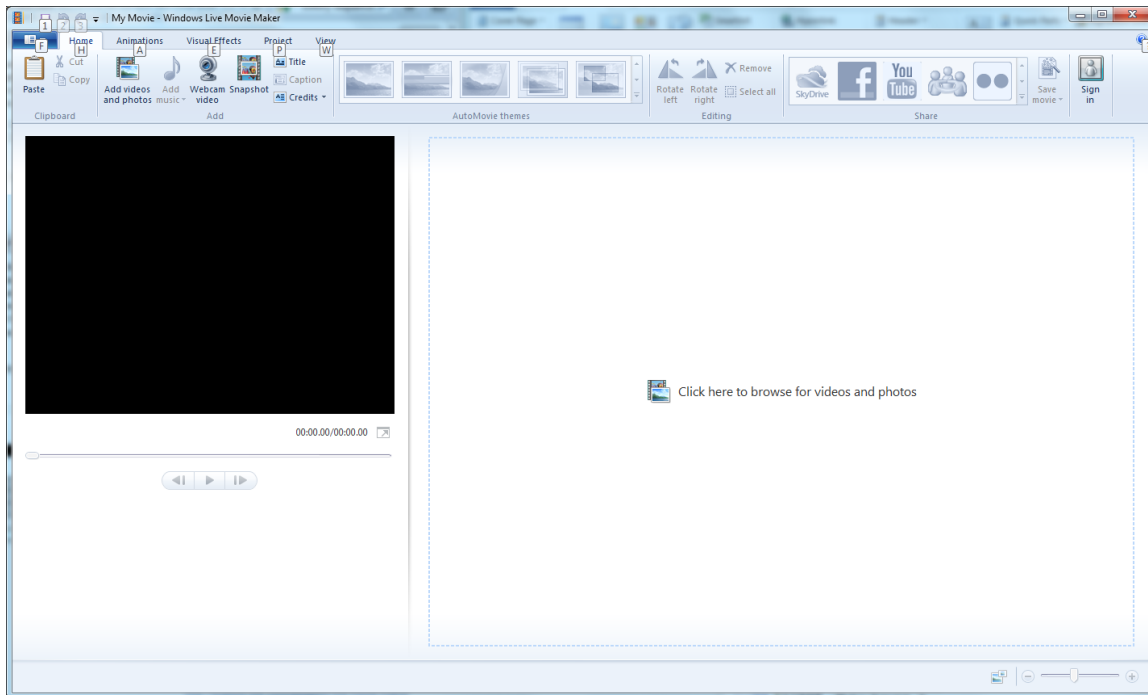 My Movie - Windows Live Movie Maker
1 2 3
Home Animations Visual Effects Project View
F H A E P W
Paste
Cut
Copy
Clipboard
Add videos and photos
Add music
Webcam video
Snapshot
Title
Caption
Credits
Add
AutoMovie themes
Rotate left
Rotate right
Remove
Select all
Editing
SkyDrive
f
You Tube
Share
Save movie
Sign in
00:00.00/00:00.00
Click here to browse for videos and photos